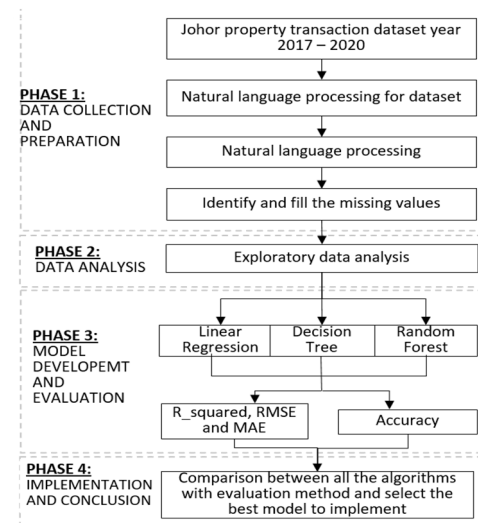 Johor property transaction dataset year
2017 – 2020
PHASE 1:
DATA COLLECTION
AND
PREPARATION
Natural language processing for dataset
Natural language processing
Identify and fill the missing values
PHASE 2:
DATA ANALYSIS
Exploratory data analysis
PHASE 3:
MODEL
DEVELOPEMT
AND
EVALUATION
Linear
Regression
Decision
Tree
Random
Forest
R_squared, RMSE
and MAE
Accuracy
PHASE 4:
IMPLEMENTATION
AND CONCLUSION
Comparison between all the algorithms
with evaluation method and select the
best model to implement